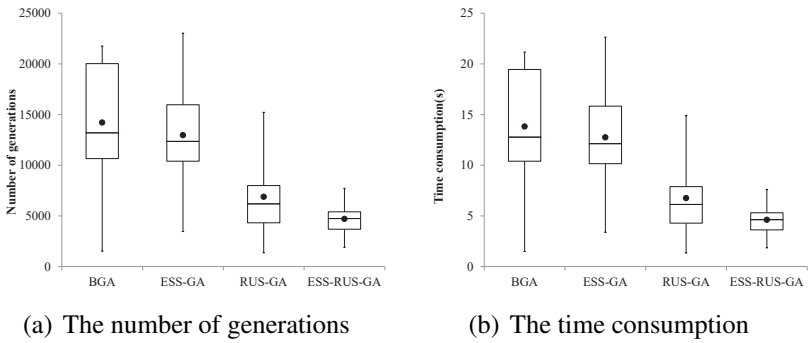 Number of generations
25000
20000
15000
10000
5000
0
BGA ESS-GA RUS-GA ESS-RUS-GA
(a) The number of generations
Time consumption(s)
25
20
15
10
5
0
BGA ESS-GA RUS-GA ESS-RUS-GA
(b) The time consumption